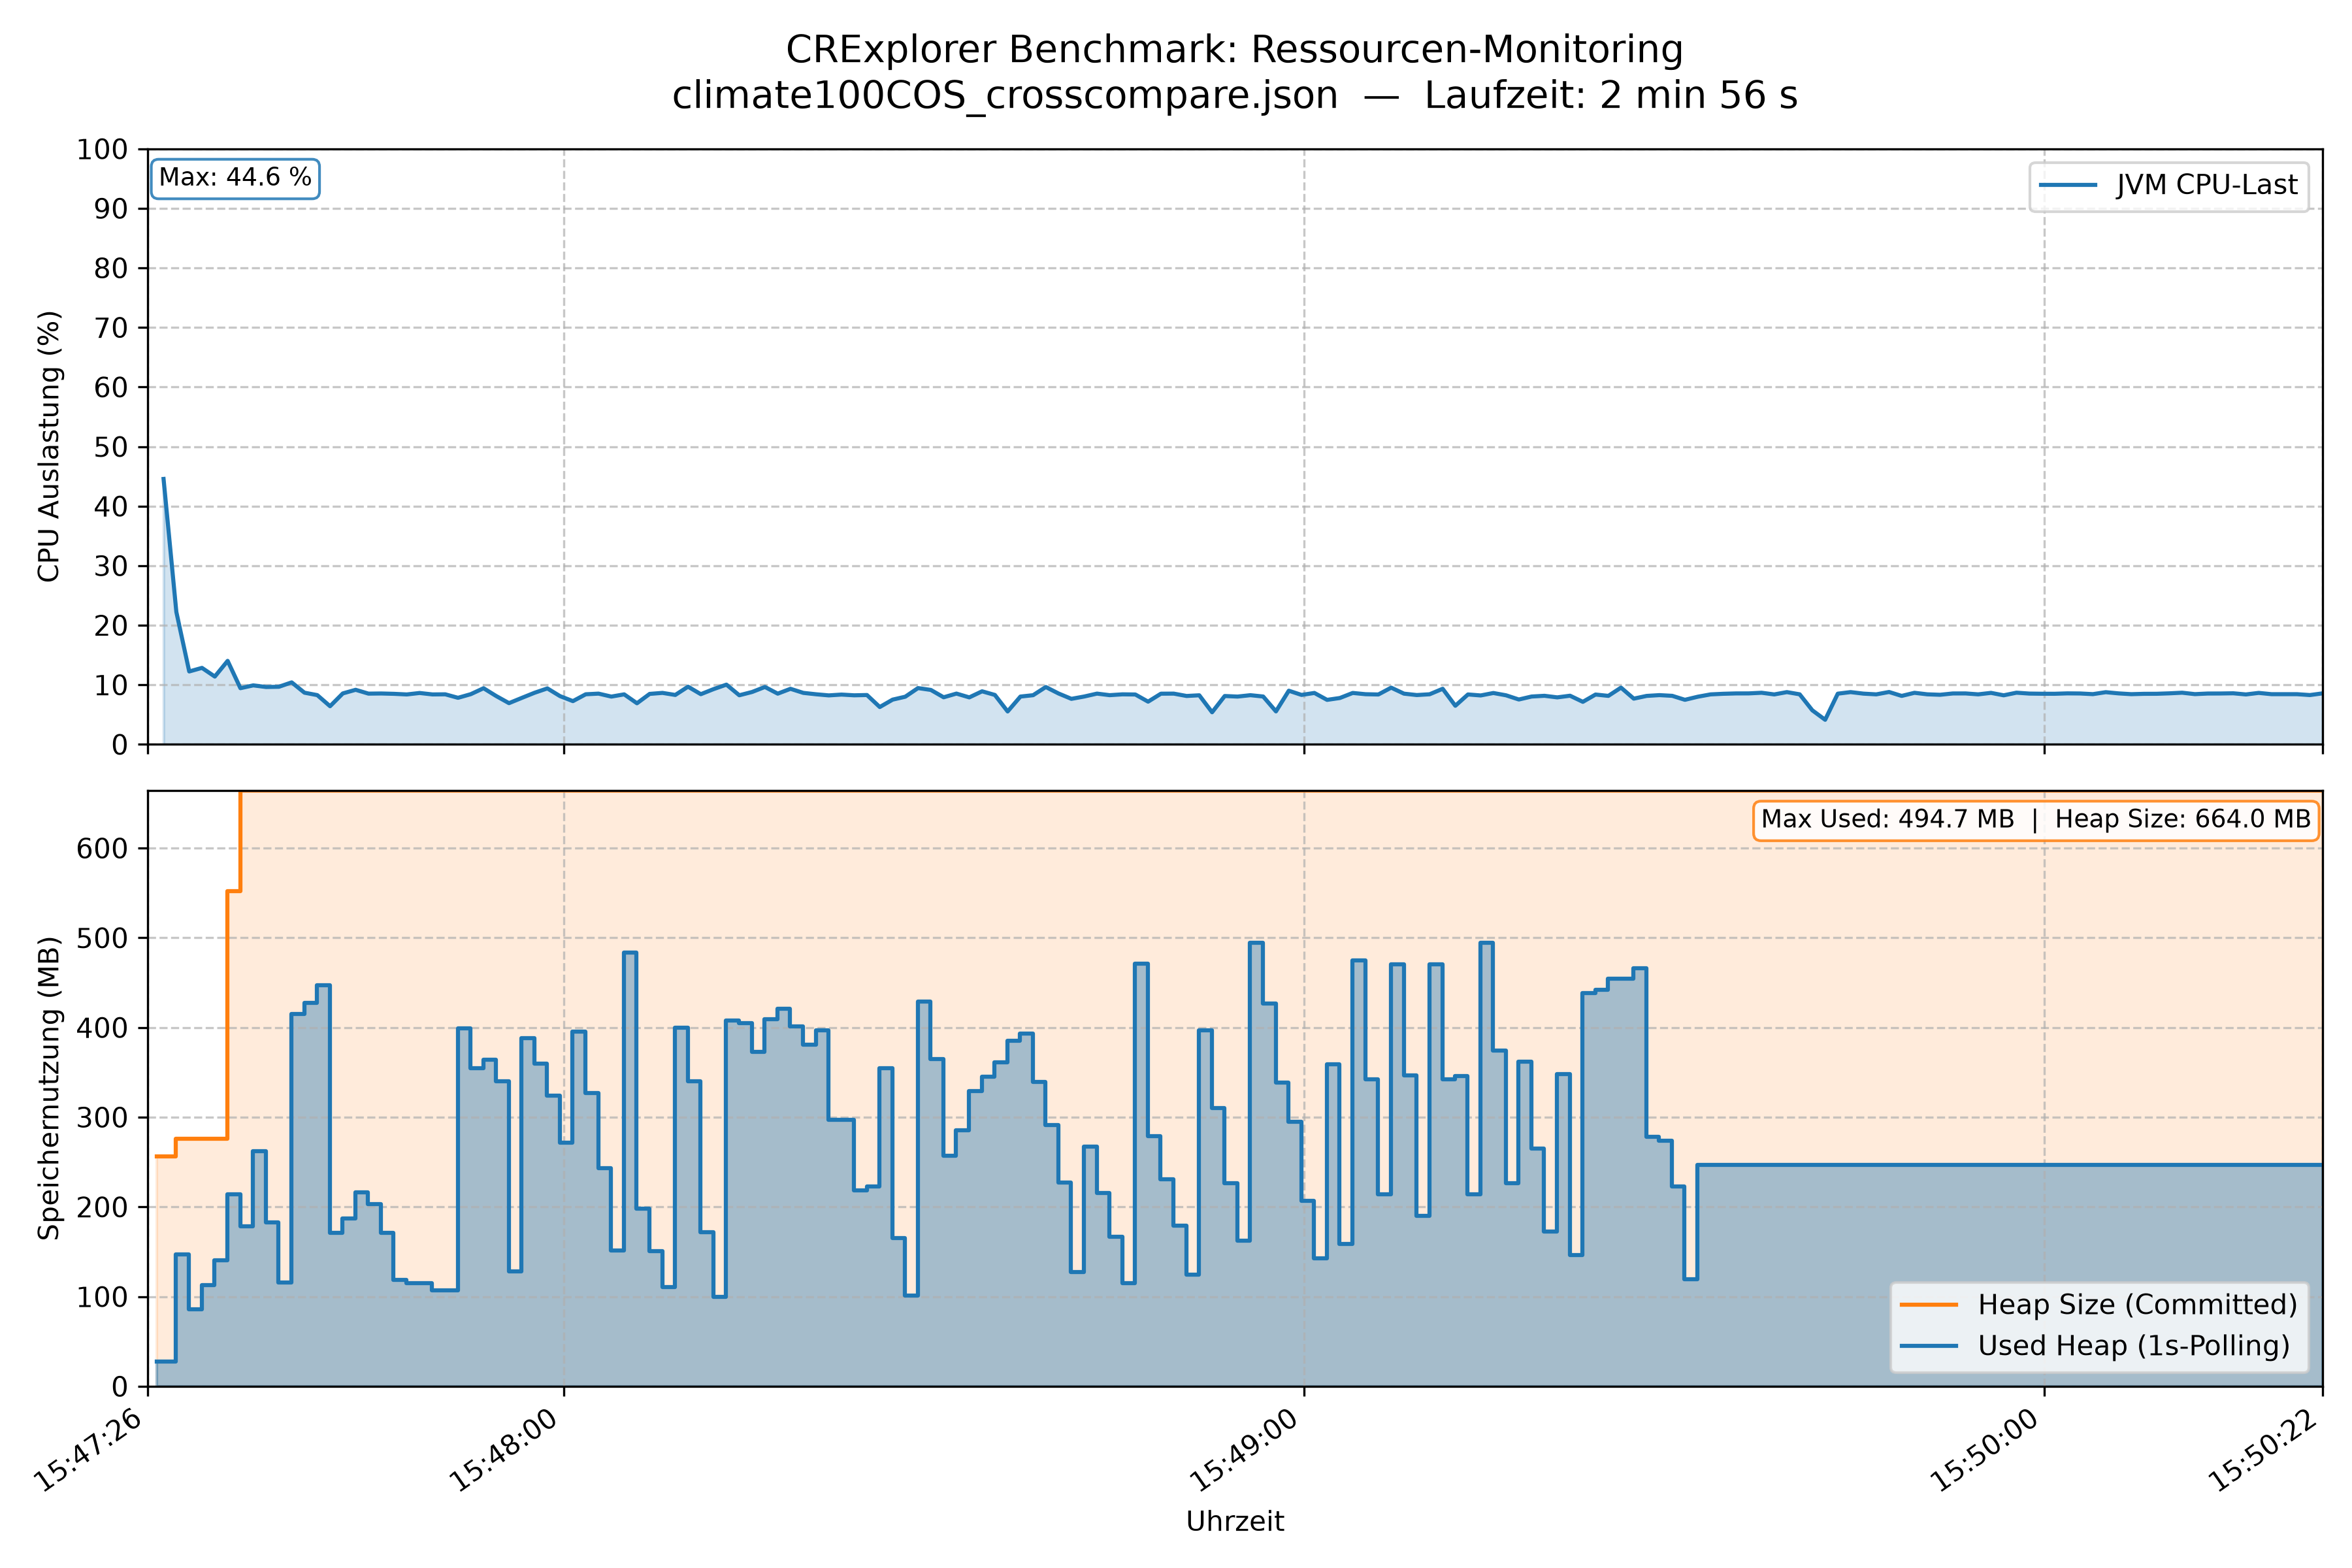 CRExplorer Benchmark: Ressourcen-Monitoring
climate100COS_crosscompare.json — Laufzeit: 2 min 56 s
100
90
80
70
60
50
40
30
20
10
0
CPU Auslastung (%)
Max: 44.6 %
JVM CPU-Last
600
500
400
300
200
100
0
Speichernutzung (MB)
Max Used: 494.7 MB | Heap Size: 664.0 MB
Heap Size (Committed)
Used Heap (1s-Polling)
15:47:26
15:48:00
15:49:00
15:50:00
15:50:22
Uhrzeit